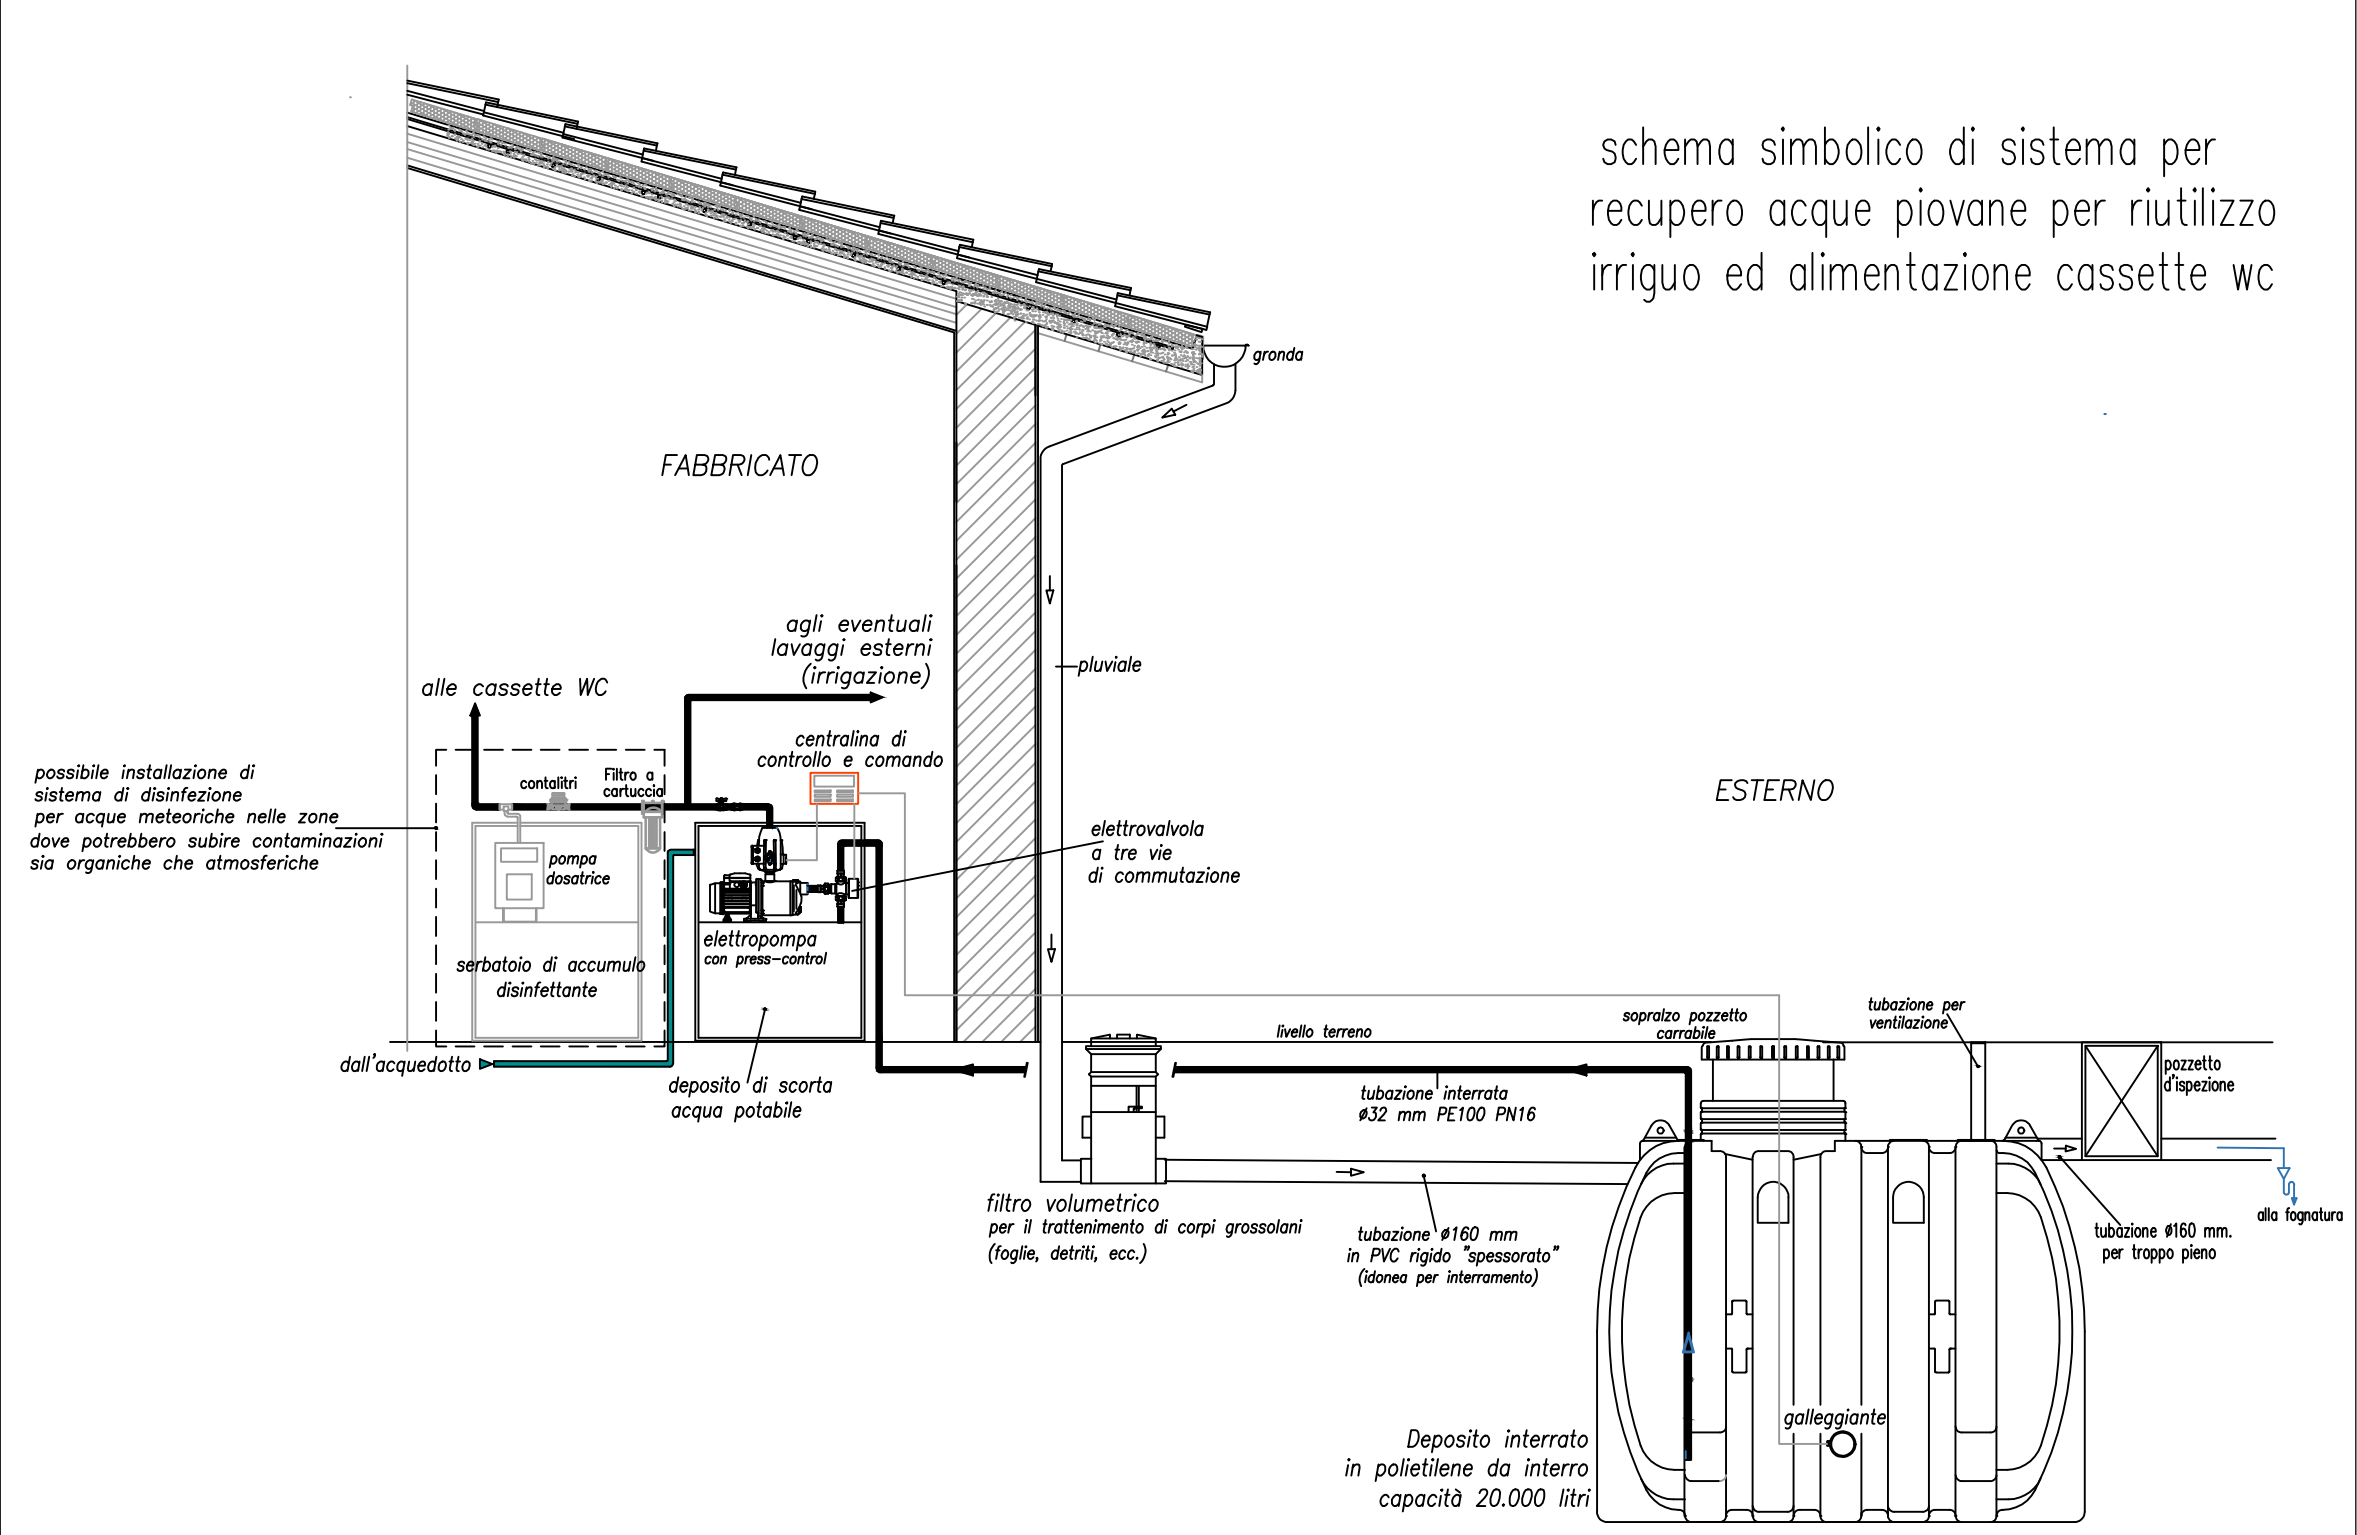 schema simbolico di sistema per
recupero acque piovane per riutilizzo
irriguo ed alimentazione cassette wc
gronda
FABBRICATO
agli eventuali
lavaggi esterni
(irrigazione)
pluviale
alle cassette WC
centralina di
controllo e comando
ESTERNO
possibile installazione di
sistema di disinfezione
per acque meteoriche nelle zone
dove potrebbero subire contaminazioni
sia organiche che atmosferiche
contalitri
Filtro a
cartuccia
elettrovalvola
a tre vie
di commutazione
pompa
dosatrice
elettropompa
con press-control
serbatoio di accumulo
disinfettante
livello terreno
sopralzo pozzetto
carrabile
tubazione per
ventilazione
dall'acquedotto
deposito di scorta
acqua potabile
tubazione interrata
ø32 mm PE100 PN16
pozzetto
d'ispezione
filtro volumetrico
per il trattenimento di corpi grossolani
(foglie, detriti, ecc.)
tubazione ø160 mm
in PVC rigido "spessorato"
(idonea per interramento)
alla fognatura
tubazione ø160 mm.
per troppo pieno
galleggiante
Deposito interrato
in polietilene da interro
capacità 20.000 litri